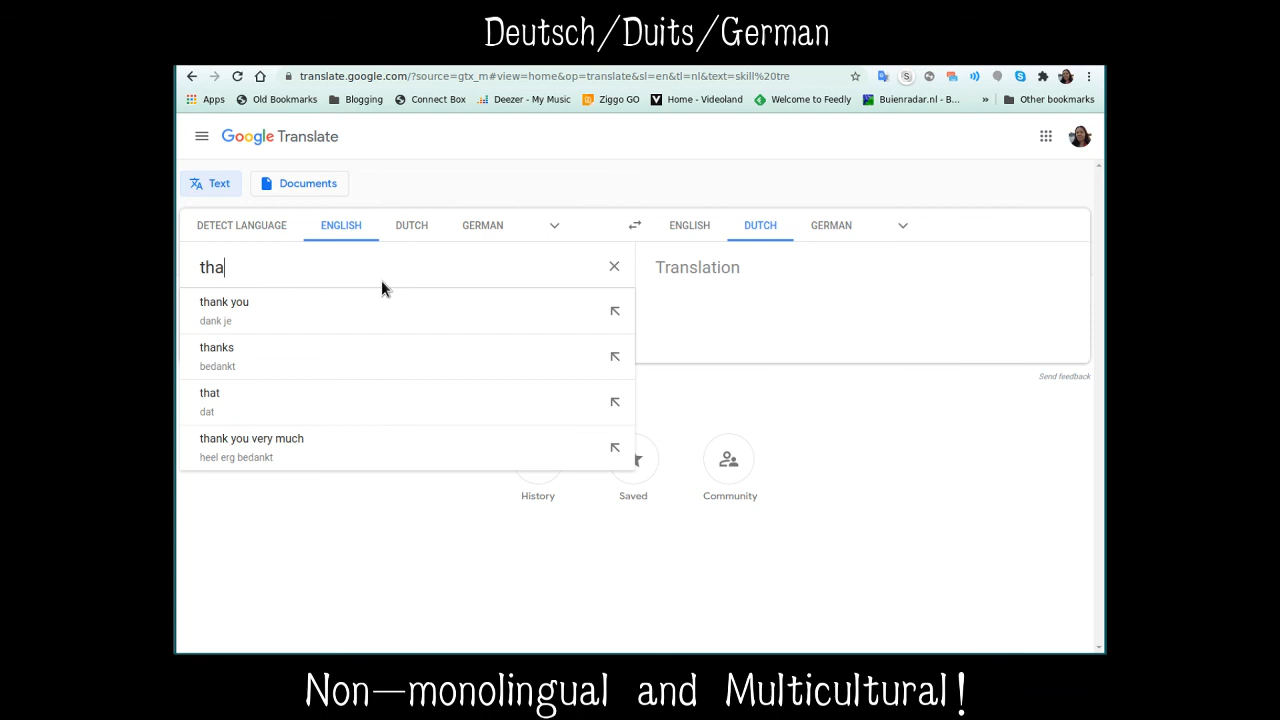 Deutsch/Duits/German
translate.google.com/?source=gtx_m#view=home&op=translate&sl=en&tl=nl&text=skill%20tre
Apps Old Bookmarks Blogging Connect Box Deezer - My Music Ziggo GO Home - Videoland Welcome to Feedly Buienradar.nl - B... » Other bookmarks
Google Translate
Text Documents
DETECT LANGUAGE ENGLISH DUTCH GERMAN ENGLISH DUTCH GERMAN
tha Translation
thank you
dank je
thanks
bedankt
Send feedback
that
dat
thank you very much
heel erg bedankt
History Saved Community
Non-monolingual and Multicultural!